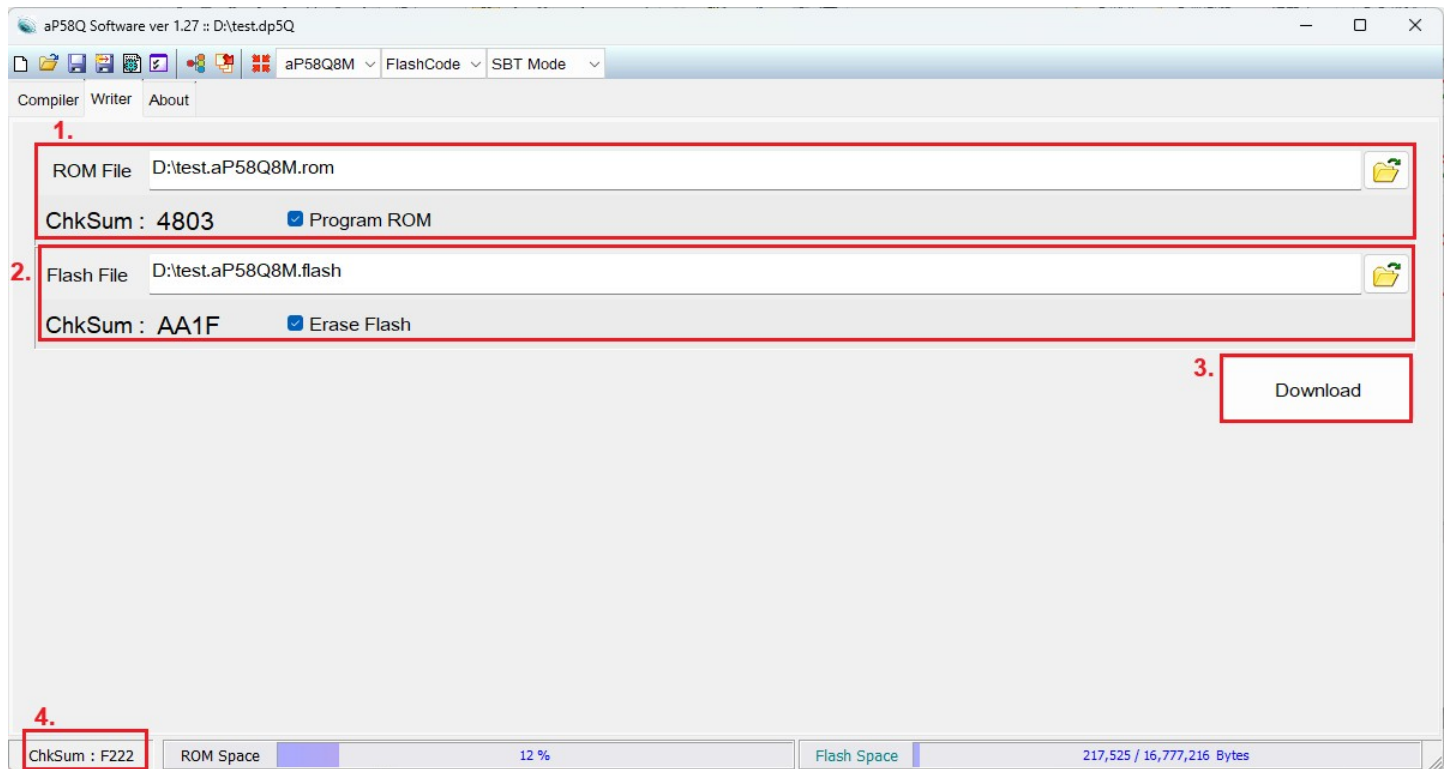 aP58Q Software ver 1.27 :: D:\test.dp5Q
aP58Q8M FlashCode SBT Mode
Compiler Writer About
1.
ROM File D:\test.aP58Q8M.rom
ChkSum : 4803 Program ROM
2.
Flash File D:\test.aP58Q8M.flash
ChkSum : AA1F Erase Flash
3.
Download
4.
ChkSum : F222 ROM Space 12 % Flash Space 217,525 / 16,777,216 Bytes